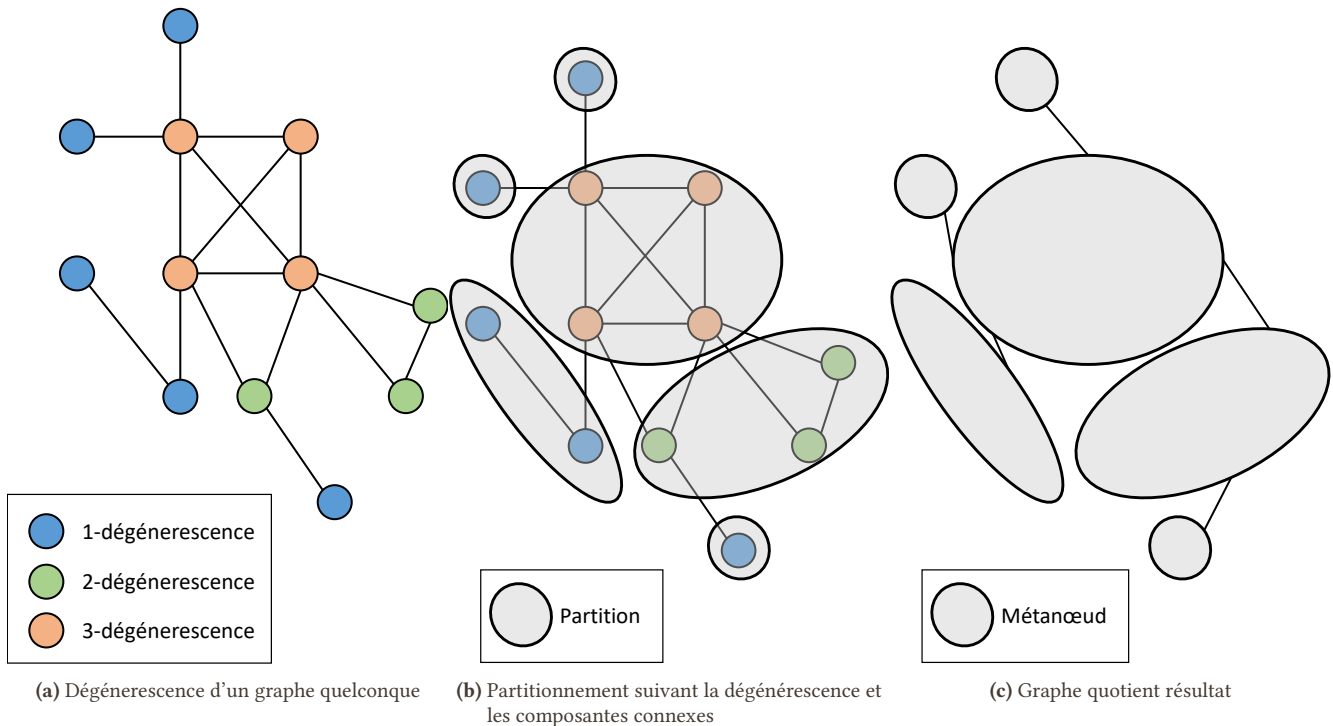 1-dégénerescence
2-dégénerescence
3-dégénerescence
Partition
Métanœud
(a) Dégénerescence d'un graphe quelconque
(b) Partitionnement suivant la dégénérescence et
les composantes connexes
(c) Graphe quotient résultat